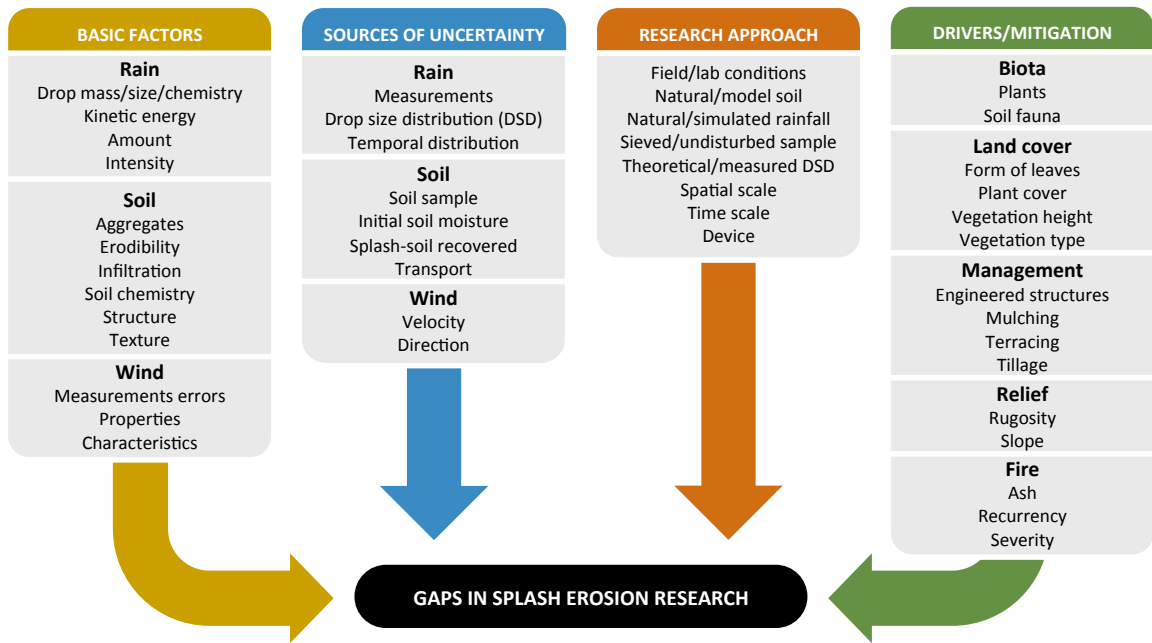 BASIC FACTORS
Rain
Drop mass/size/chemistry
Kinetic energy
Amount
Intensity
Soil
Aggregates
Erodibility
Infiltration
Soil chemistry
Structure
Texture
Wind
Measurements errors
Properties
Characteristics
SOURCES OF UNCERTAINTY
Rain
Measurements
Drop size distribution (DSD)
Temporal distribution
Soil
Soil sample
Initial soil moisture
Splash-soil recovered
Transport
Wind
Velocity
Direction
RESEARCH APPROACH
Field/lab conditions
Natural/model soil
Natural/simulated rainfall
Sieved/undisturbed sample
Theoretical/measured DSD
Spatial scale
Time scale
Device
DRIVERS/MITIGATION
Biota
Plants
Soil fauna
Land cover
Form of leaves
Plant cover
Vegetation height
Vegetation type
Management
Engineered structures
Mulching
Terracing
Tillage
Relief
Rugosity
Slope
Fire
Ash
Recurrency
Severity
GAPS IN SPLASH EROSION RESEARCH